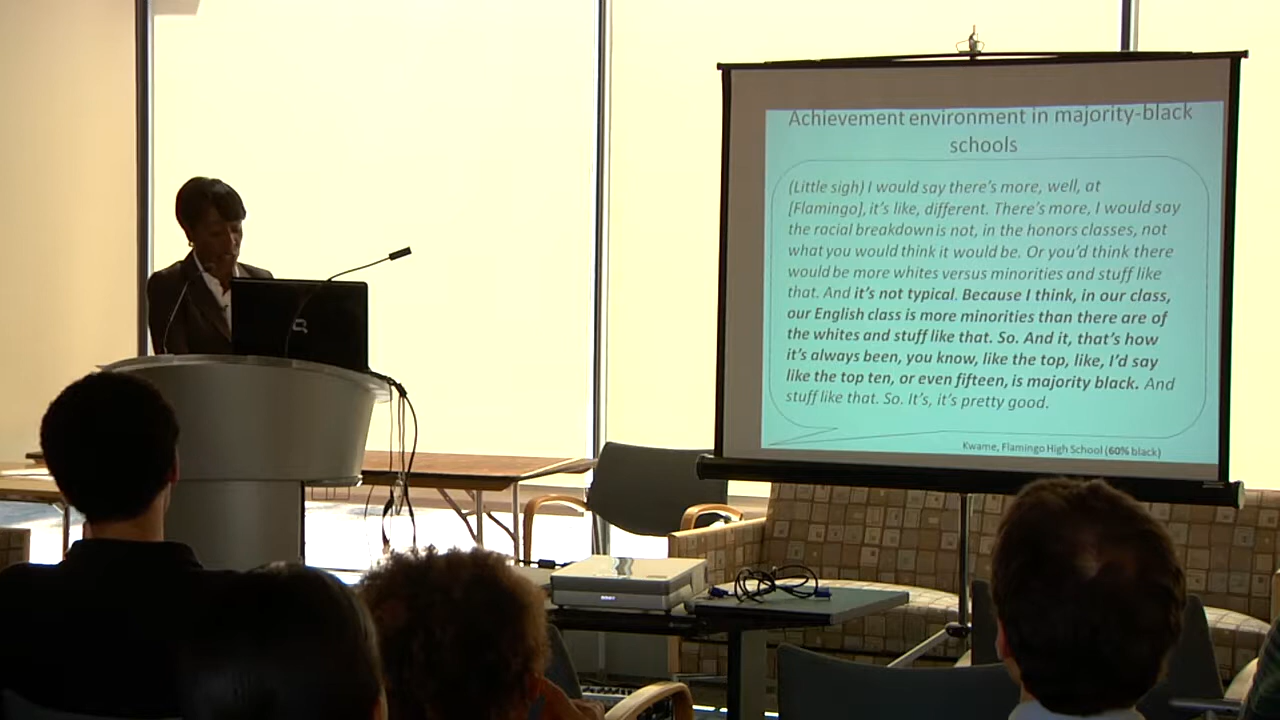 Achievement environment in majority-black
schools
(Little sigh) I would say there's more, well, at
[Flamingo], it's like, different. There's more, I would say
the racial breakdown is not, in the honors classes, not
what you would think it would be. Or you'd think there
would be more whites versus minorities and stuff like
that. And it's not typical. Because I think, in our class,
our English class is more minorities than there are of
the whites and stuff like that. So. And it, that's how
it's always been, you know, like the top, like, I'd say
like the top ten, or even fifteen, is majority black. And
stuff like that. So. It's, it's pretty good.
Kwame, Flamingo High School (60% black)